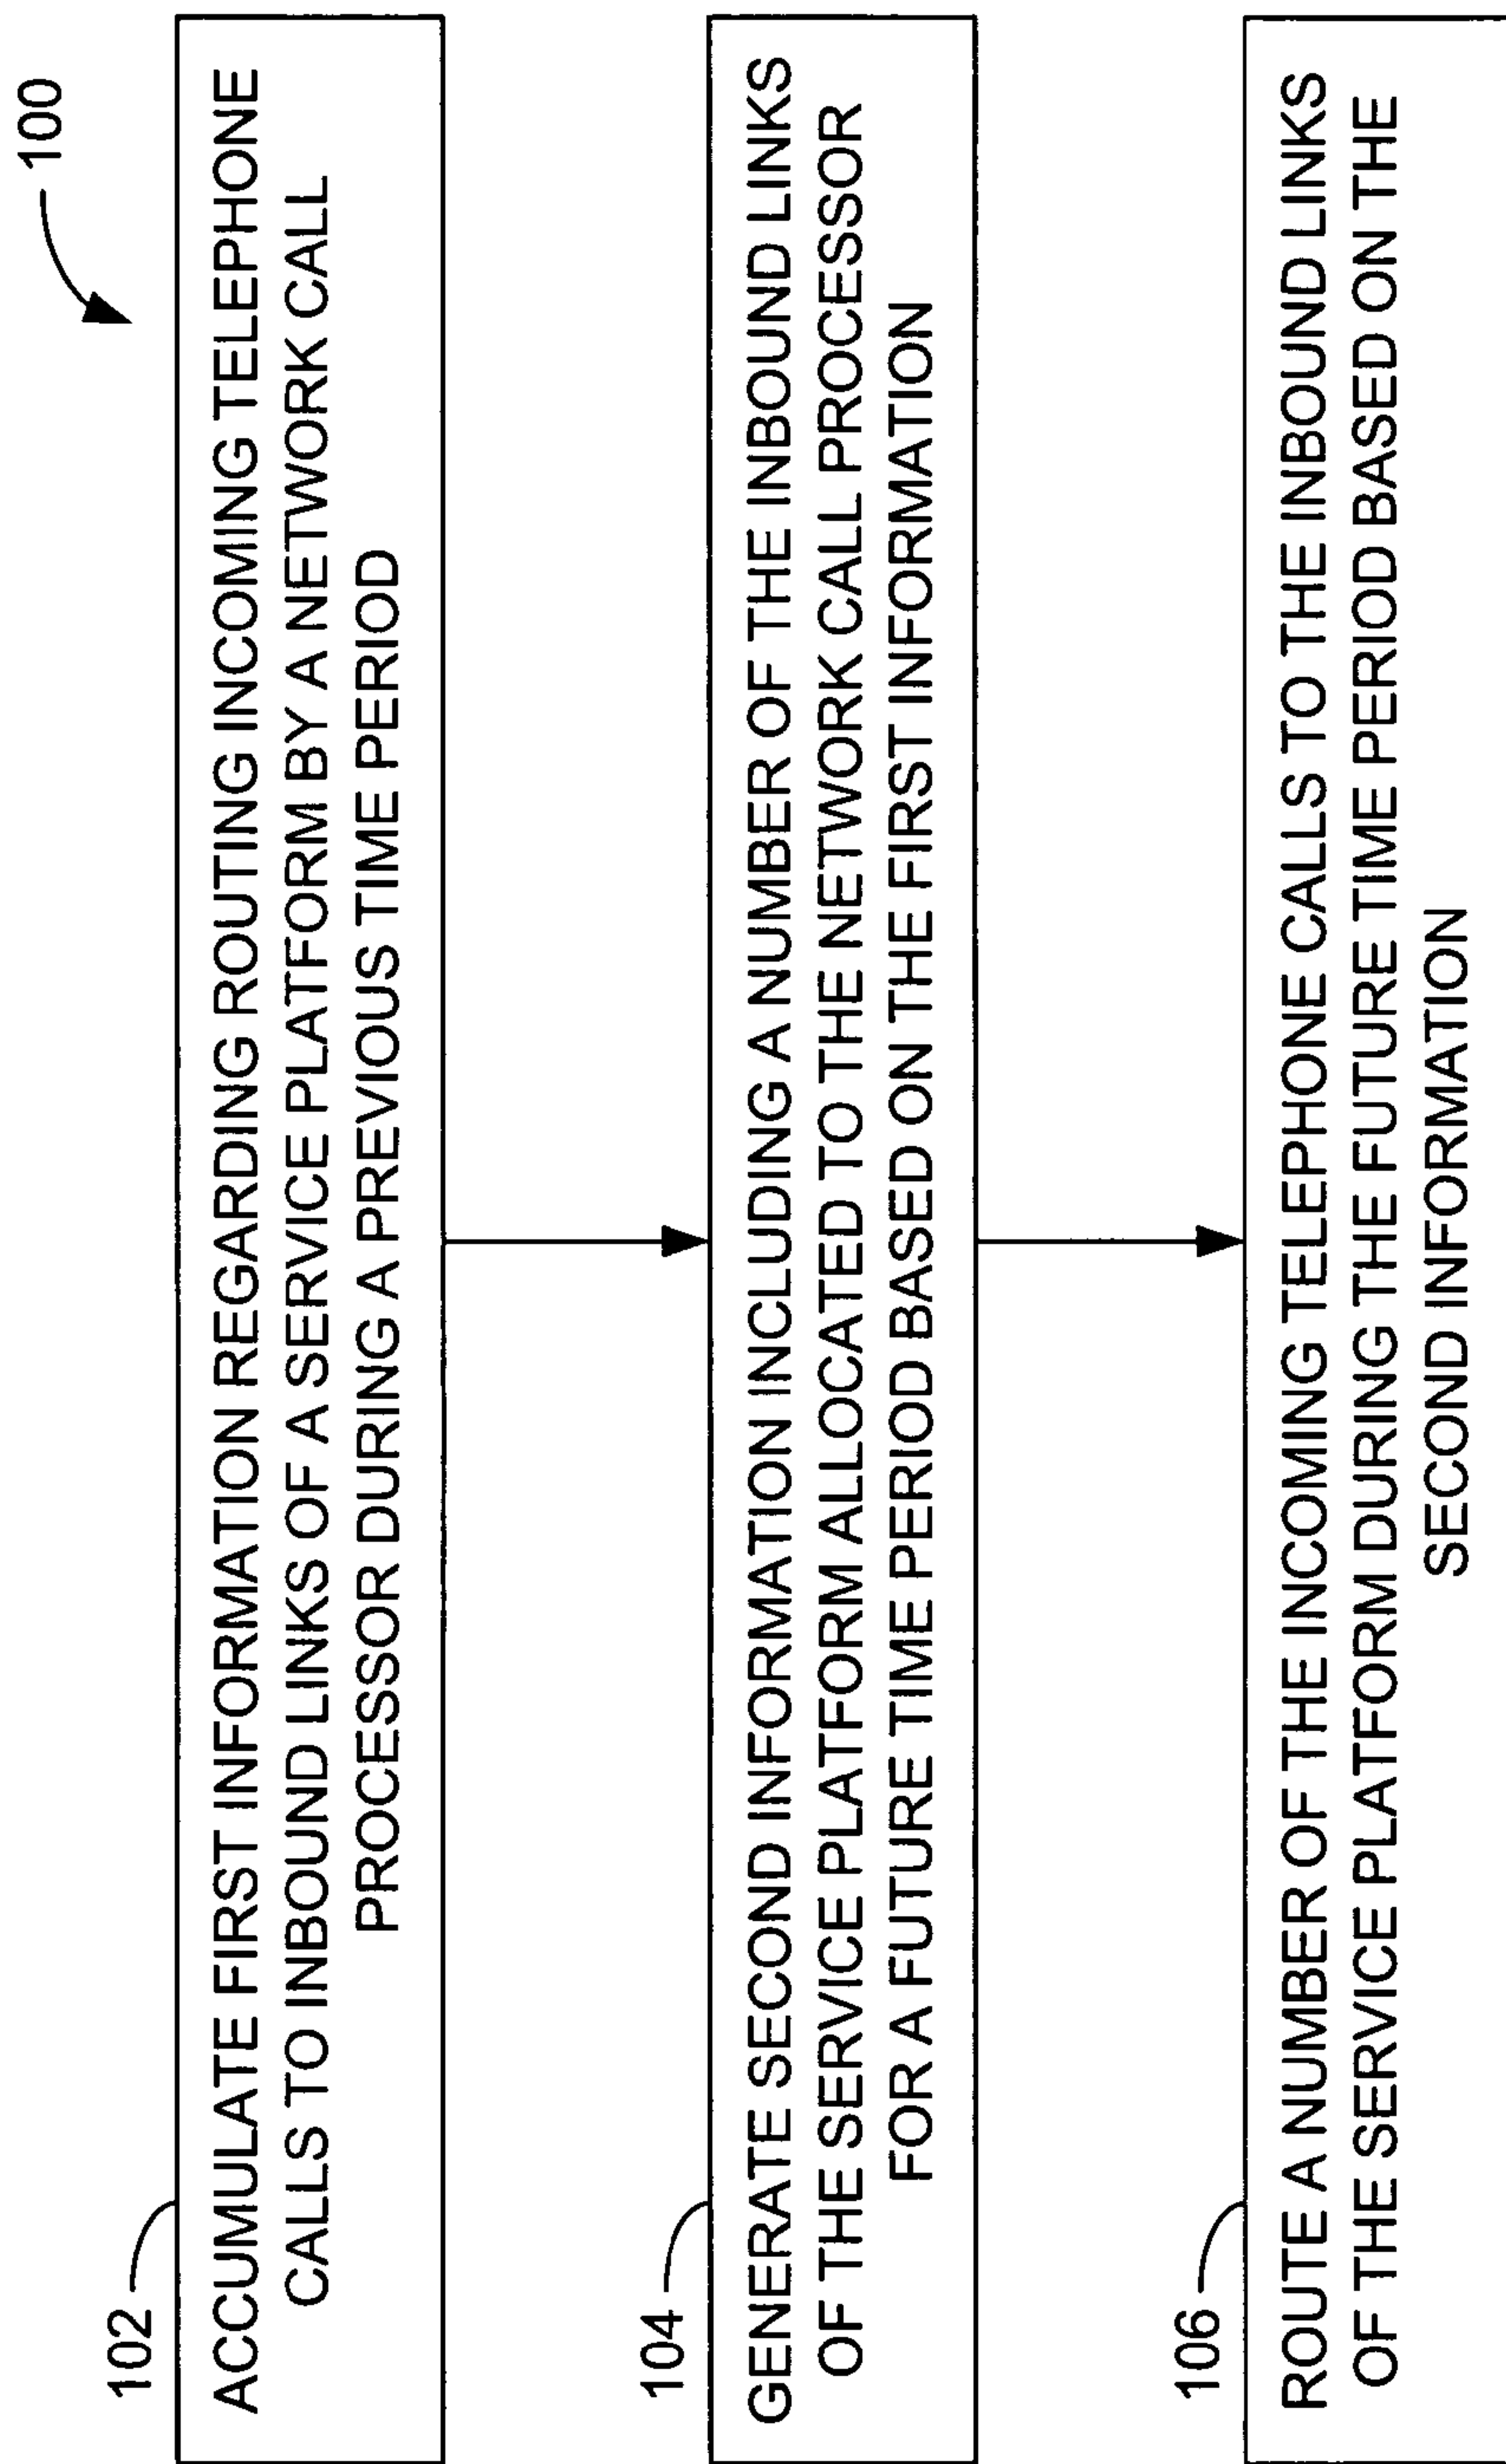 100
102
ACCUMULATE FIRST INFORMATION REGARDING ROUTING INCOMING TELEPHONE
CALLS TO INBOUND LINKS OF A SERVICE PLATFORM BY A NETWORK CALL
PROCESSOR DURING A PREVIOUS TIME PERIOD
104
GENERATE SECOND INFORMATION INCLUDING A NUMBER OF THE INBOUND LINKS
OF THE SERVICE PLATFORM ALLOCATED TO THE NETWORK CALL PROCESSOR
FOR A FUTURE TIME PERIOD BASED ON THE FIRST INFORMATION
106
ROUTE A NUMBER OF THE INCOMING TELEPHONE CALLS TO THE INBOUND LINKS
OF THE SERVICE PLATFORM DURING THE FUTURE TIME PERIOD BASED ON THE
SECOND INFORMATION